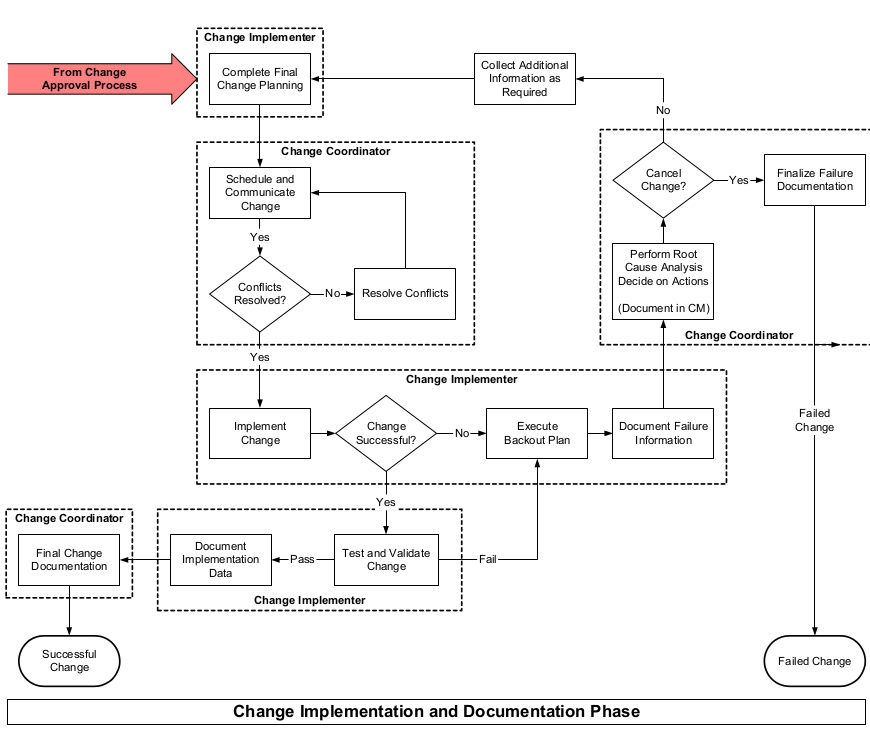 Change Implementer
From Change
Approval Process
Complete Final
Change Planning
Collect Additional
Information as
Required
No
Change Coordinator
Schedule and
Communicate
Change
Yes
Conflicts
Resolved?
No
Resolve Conflicts
Cancel
Change?
Yes
Finalize Failure
Documentation
Perform Root
Cause Analysis
Decide on Actions
(Document in CM)
Change Coordinator
Yes
Change Implementer
Implement
Change
Change
Successful?
No
Execute
Backout Plan
Document Failure
Information
Failed
Change
Yes
Change Coordinator
Final Change
Documentation
Document
Implementation
Data
Pass
Test and Validate
Change
Fail
Change Implementer
Successful
Change
Failed Change
Change Implementation and Documentation Phase